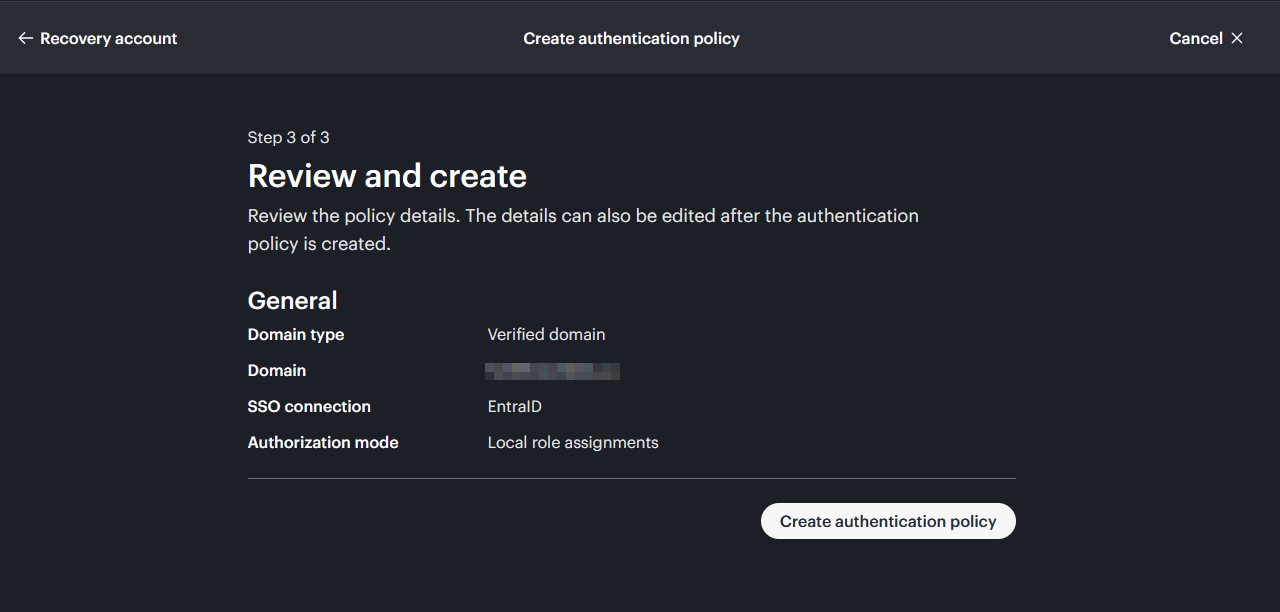 Recovery account
Create authentication policy
Cancel
Step 3 of 3
Review and create
Review the policy details. The details can also be edited after the authentication
policy is created.
General
Domain type Verified domain
Domain
SSO connection EntraID
Authorization mode Local role assignments
Create authentication policy